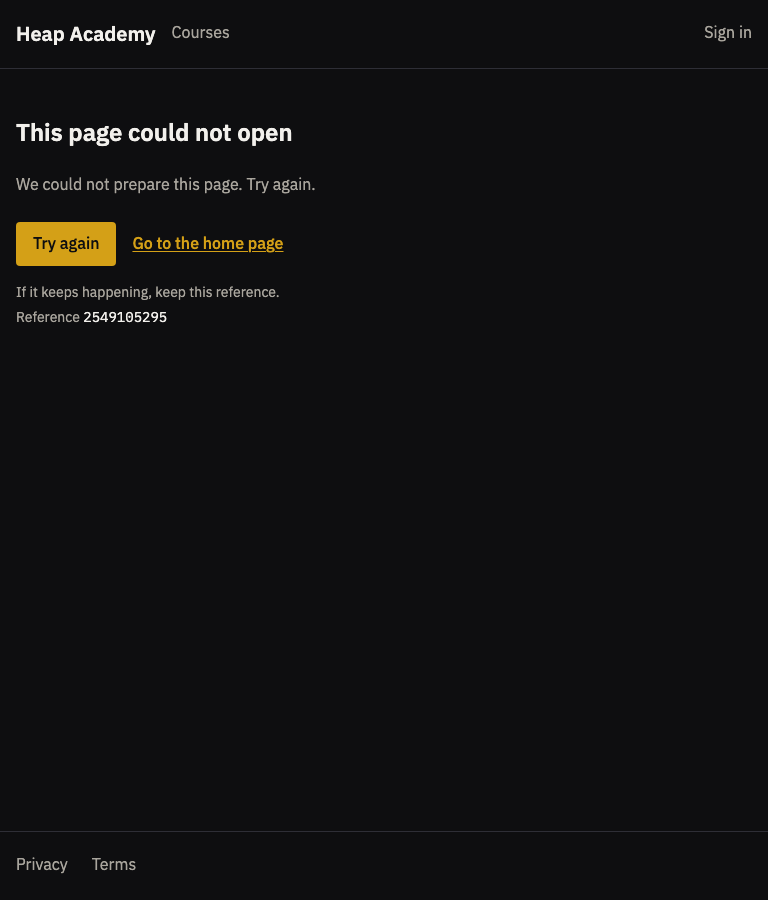 Heap Academy Courses Sign in
This page could not open
We could not prepare this page. Try again.
Try again Go to the home page
If it keeps happening, keep this reference.
Reference 2549105295
Privacy Terms